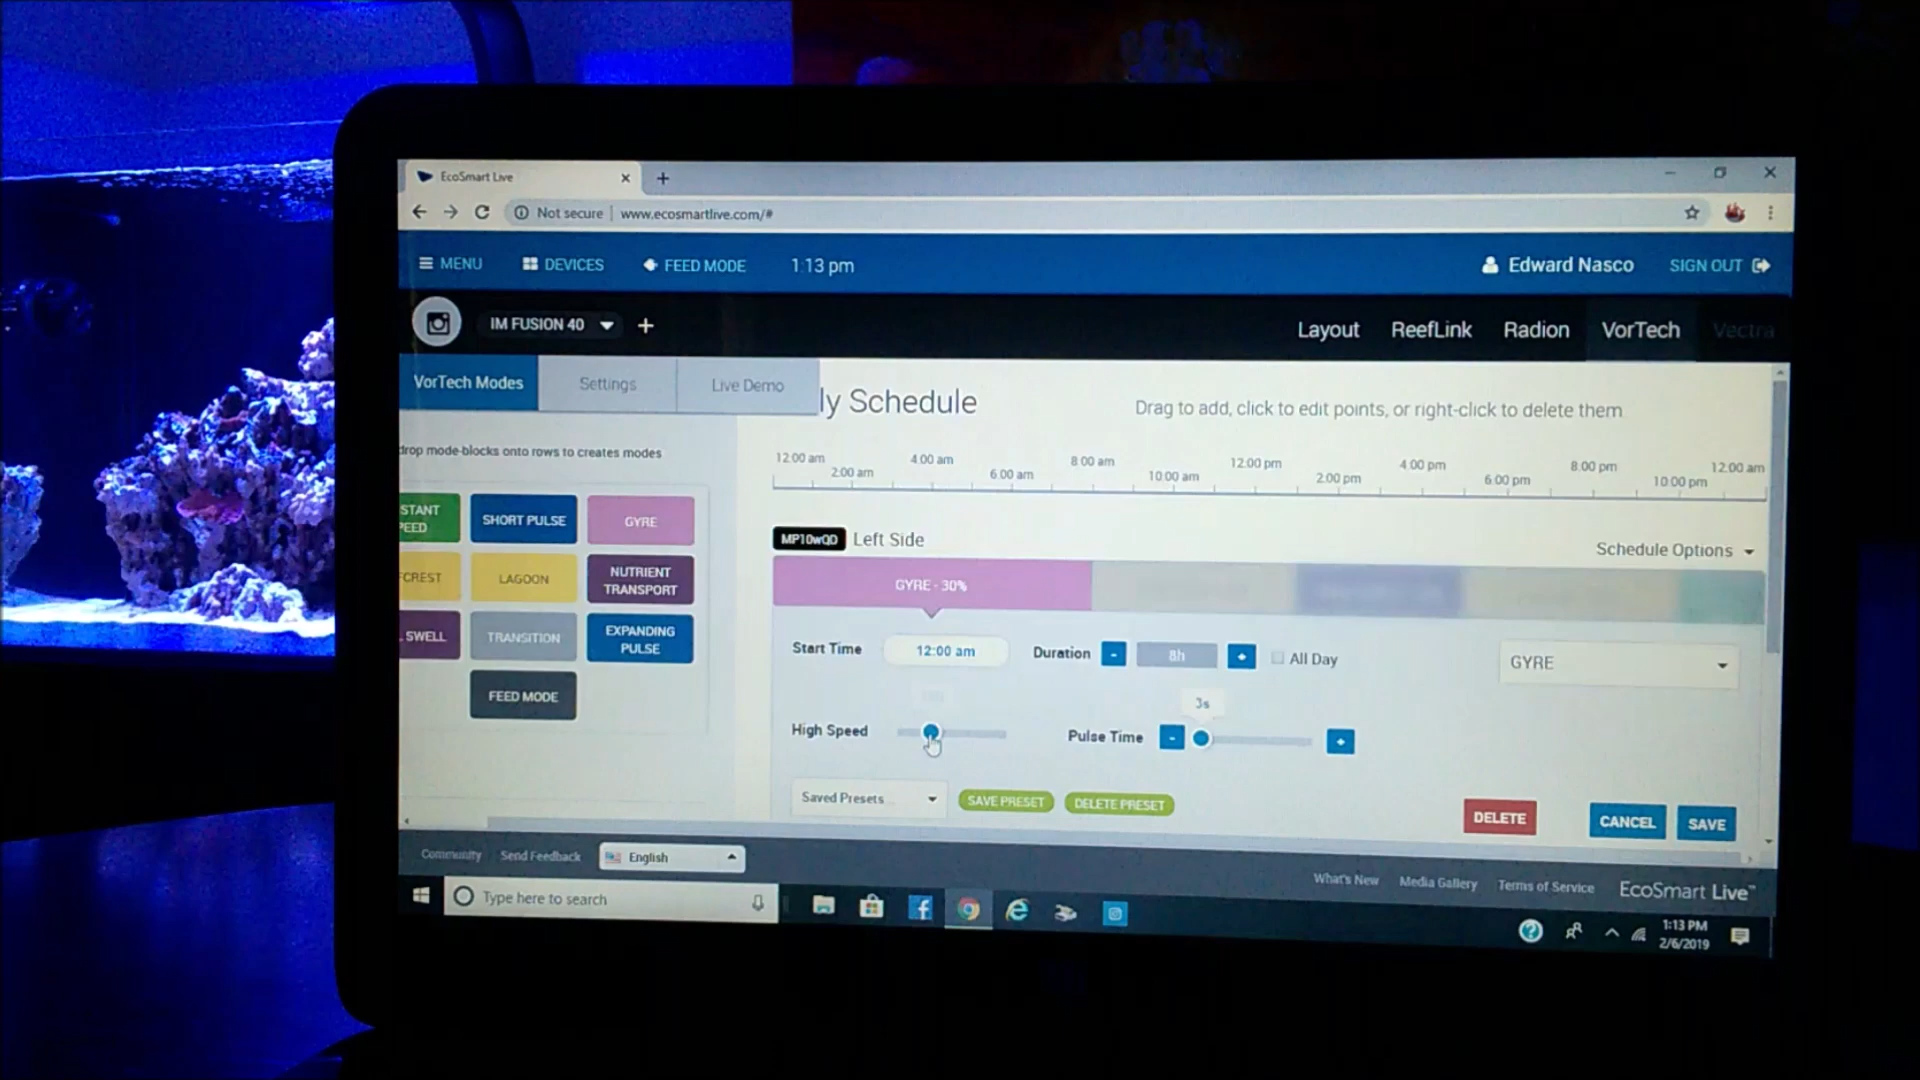 EcoSmart Live
Not secure | www.ecosmartlive.com/#
MENU DEVICES FEED MODE 1:13 pm Edward Nasco SIGN OUT
IM FUSION 40 + Layout ReefLink Radion VorTech Vectra
VorTech Modes Settings Live Demo
ly Schedule
Drag to add, click to edit points, or right-click to delete them
drop mode-blocks onto rows to creates modes
12:00 am 2:00 am 4:00 am 6:00 am 8:00 am 10:00 am 12:00 pm 2:00 pm 4:00 pm 6:00 pm 8:00 pm 10:00 pm 12:00 am
STANT
PEED
SHORT PULSE
GYRE
CREST
LAGOON
NUTRIENT
TRANSPORT
SWELL
TRANSITION
EXPANDING
PULSE
FEED MODE
MP10wQD Left Side
Schedule Options
GYRE - 30%
Start Time 12:00 am Duration - 8h + All Day GYRE
3s
High Speed Pulse Time - +
Saved Presets SAVE PRESET DELETE PRESET DELETE CANCEL SAVE
Community Send Feedback English What's New Media Gallery Terms of Service EcoSmart Live™
Type here to search
1:13 PM
2/6/2019